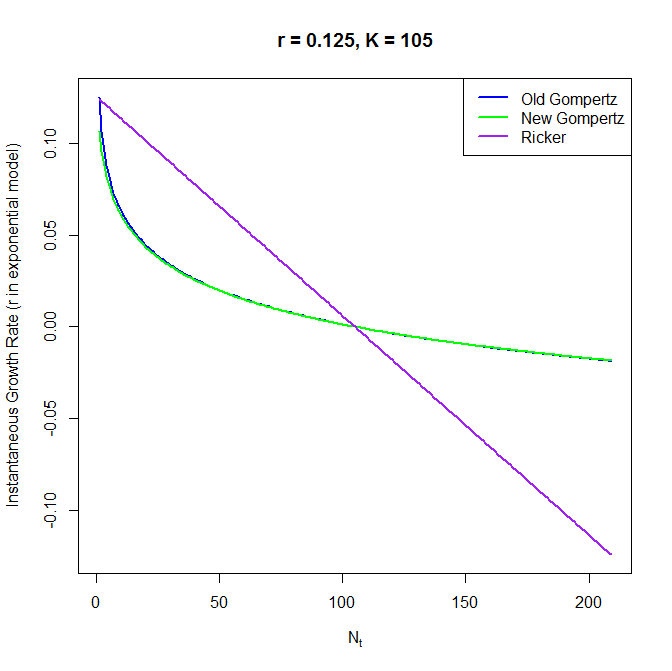 r = 0.125, K = 105
Old Gompertz
New Gompertz
Ricker
Instantaneous Growth Rate (r in exponential model)
0.10
0.05
0.00
-0.05
-0.10
0 50 100 150 200
Nt